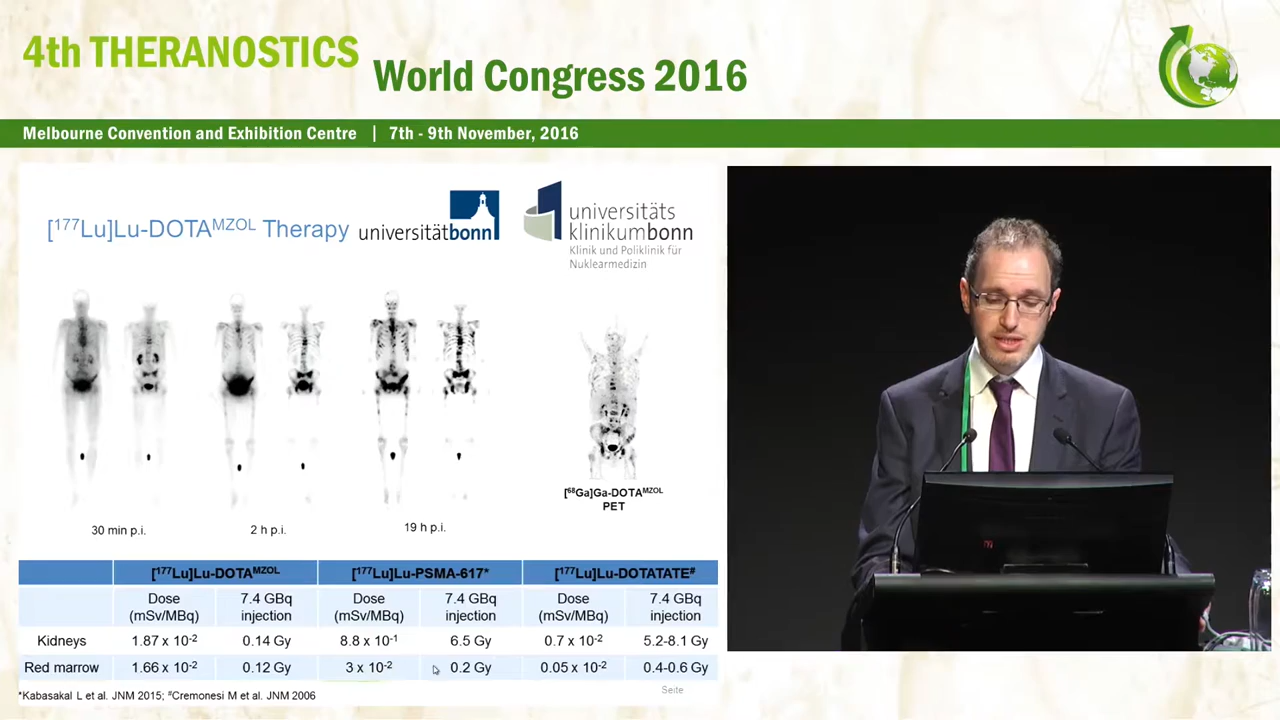 4th THERANOSTICS
World Congress 2016
Melbourne Convention and Exhibition Centre | 7th - 9th November, 2016
[177Lu]Lu-DOTAMZOL Therapy
universitätbonn
universitäts
klinikumbonn
Klinik und Poliklinik für
Nuklearmedizin
[68Ga]Ga-DOTAMZOL
PET
30 min p.i.
2 h p.i.
19 h p.i.
[177Lu]Lu-DOTAMZOL [177Lu]Lu-PSMA-617* [177Lu]Lu-DOTATATE#
Dose (mSv/MBq) 7.4 GBq injection Dose (mSv/MBq) 7.4 GBq injection Dose (mSv/MBq) 7.4 GBq injection
Kidneys 1.87 x 10-2 0.14 Gy 8.8 x 10-1 6.5 Gy 0.7 x 10-2 5.2-8.1 Gy
Red marrow 1.66 x 10-2 0.12 Gy 3 x 10-2 0.2 Gy 0.05 x 10-2 0.4-0.6 Gy
*Kabasakal L et al. JNM 2015; #Cremonesi M et al. JNM 2006
Seite